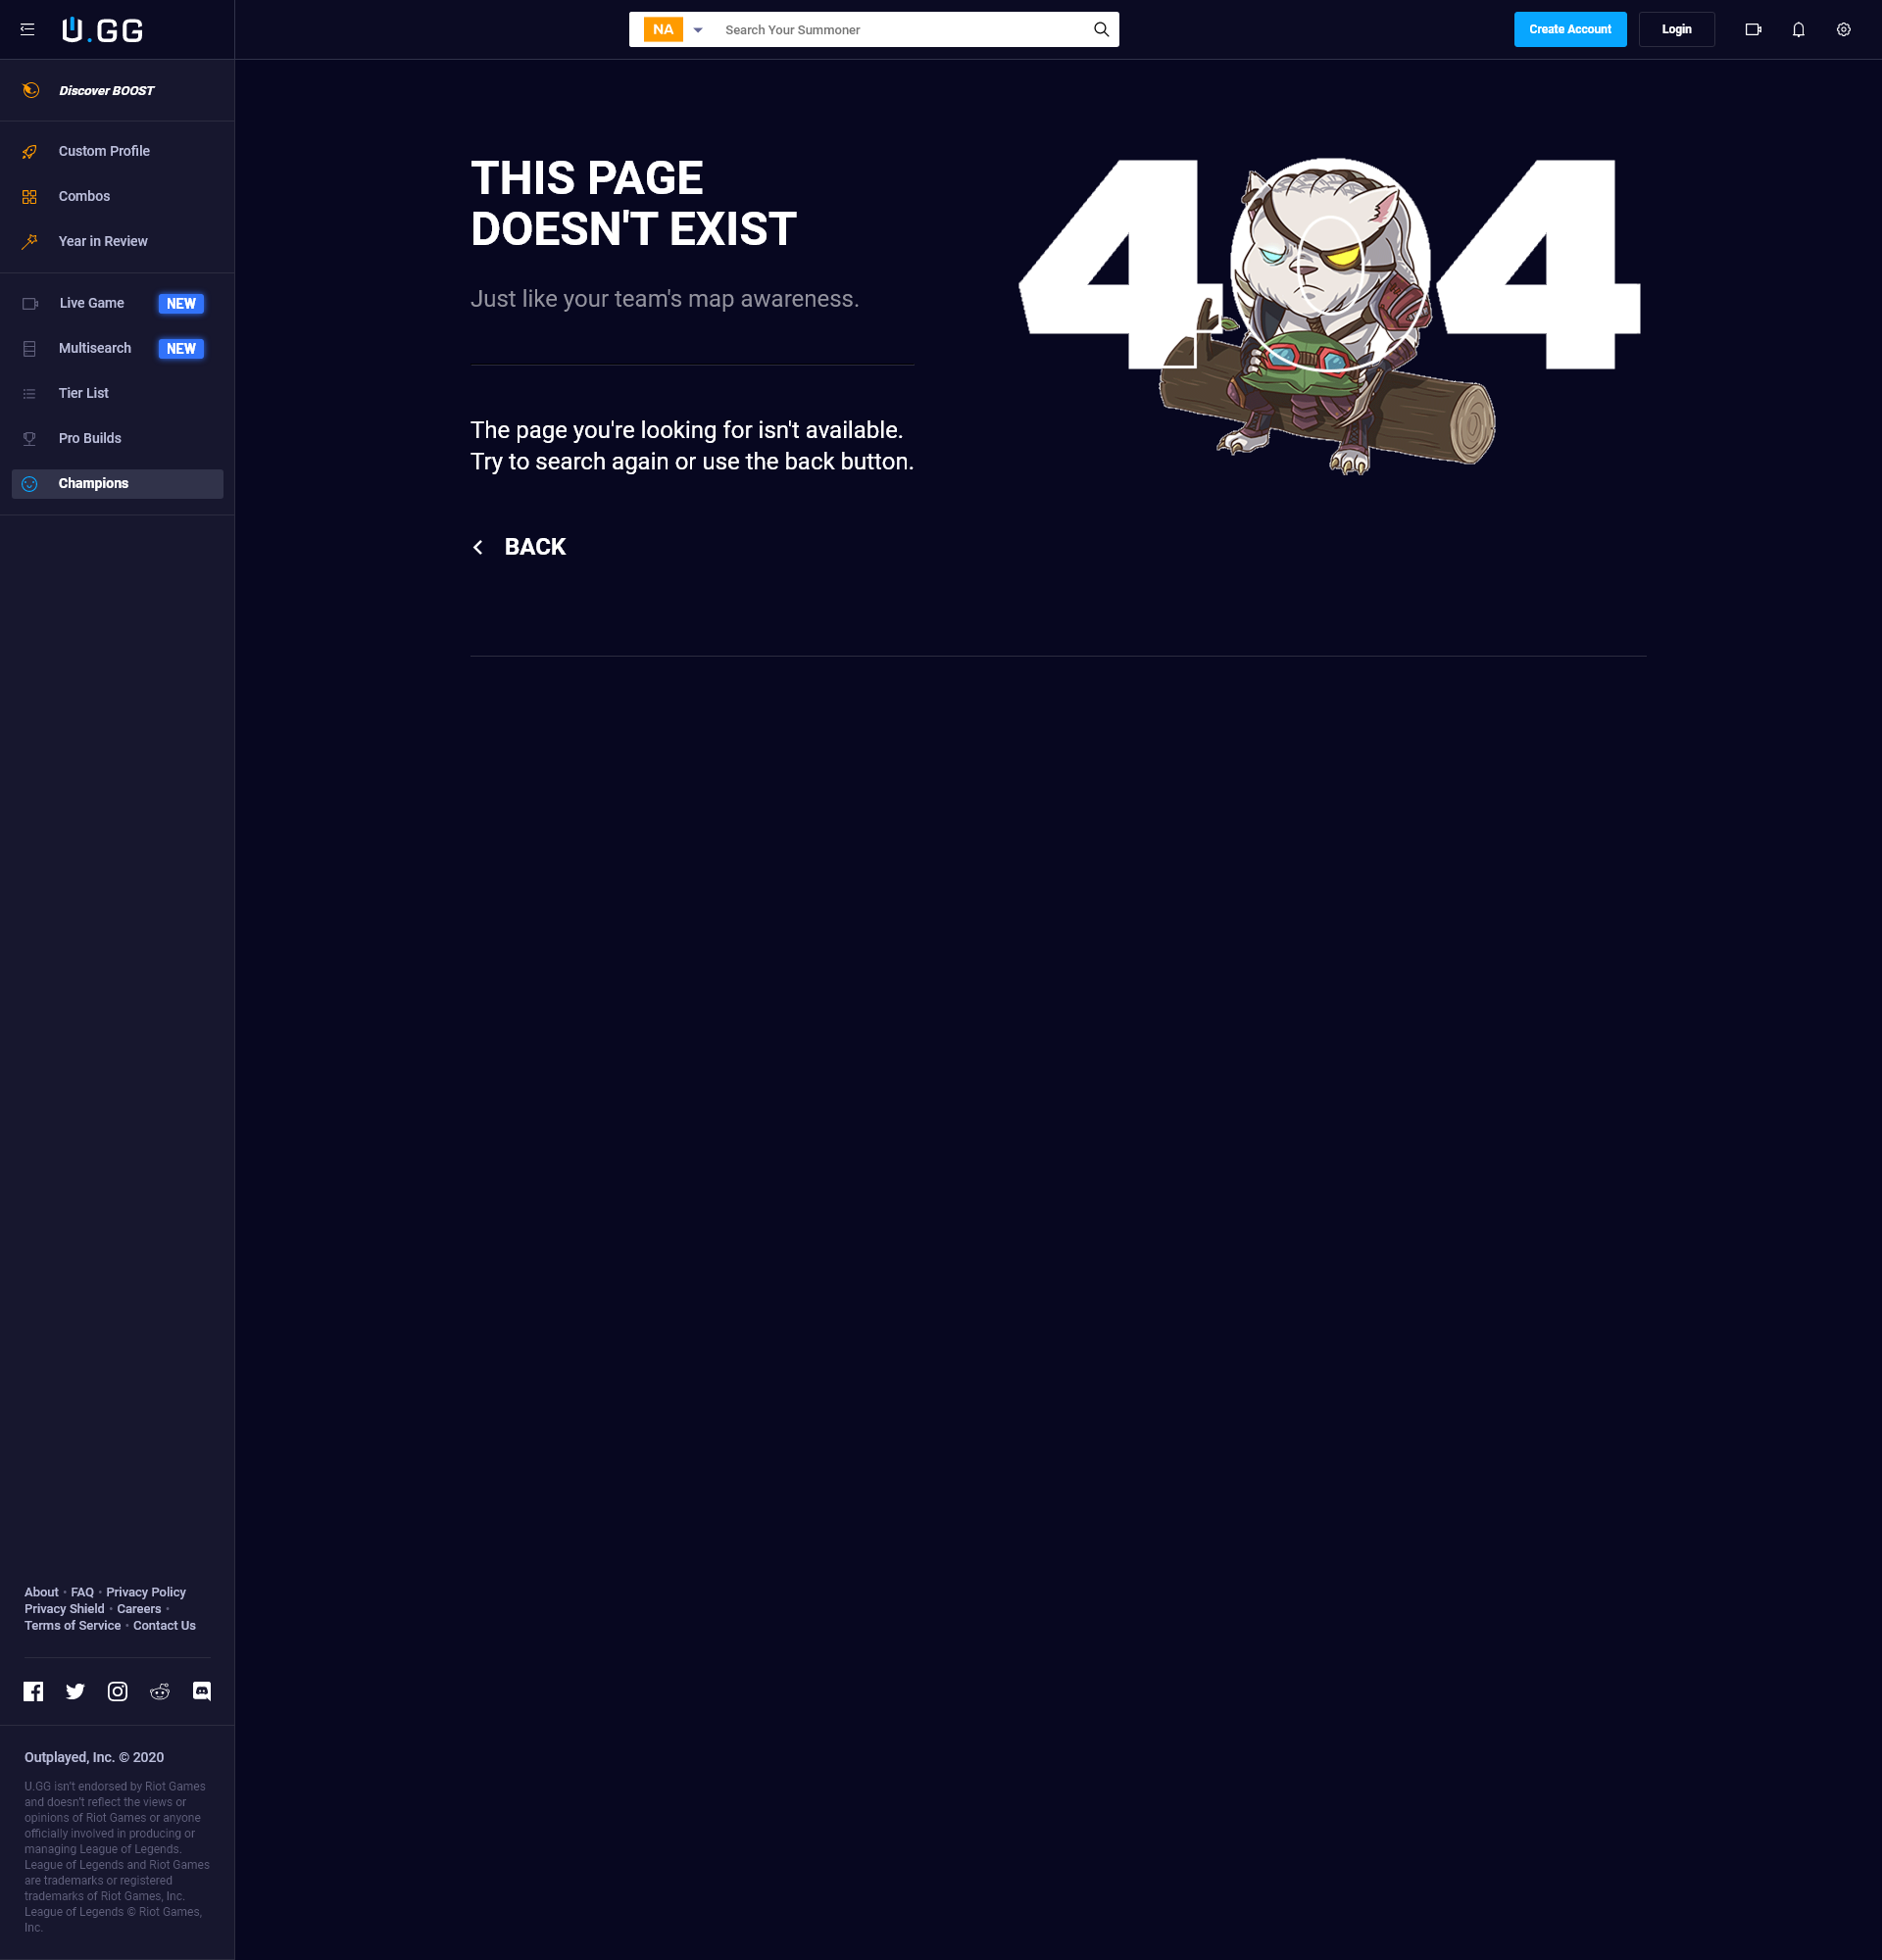 U.GG
NA
Search Your Summoner
Create Account
Login
Discover BOOST
Custom Profile
Combos
Year in Review
Live Game NEW
Multisearch NEW
Tier List
Pro Builds
Champions
THIS PAGE
DOESN'T EXIST
Just like your team's map awareness.
The page you're looking for isn't available.
Try to search again or use the back button.
BACK
404
About • FAQ • Privacy Policy
Privacy Shield • Careers •
Terms of Service • Contact Us
Outplayed, Inc. © 2020
U.GG isn't endorsed by Riot Games
and doesn't reflect the views or
opinions of Riot Games or anyone
officially involved in producing or
managing League of Legends.
League of Legends and Riot Games
are trademarks or registered
trademarks of Riot Games, Inc.
League of Legends © Riot Games,
Inc.